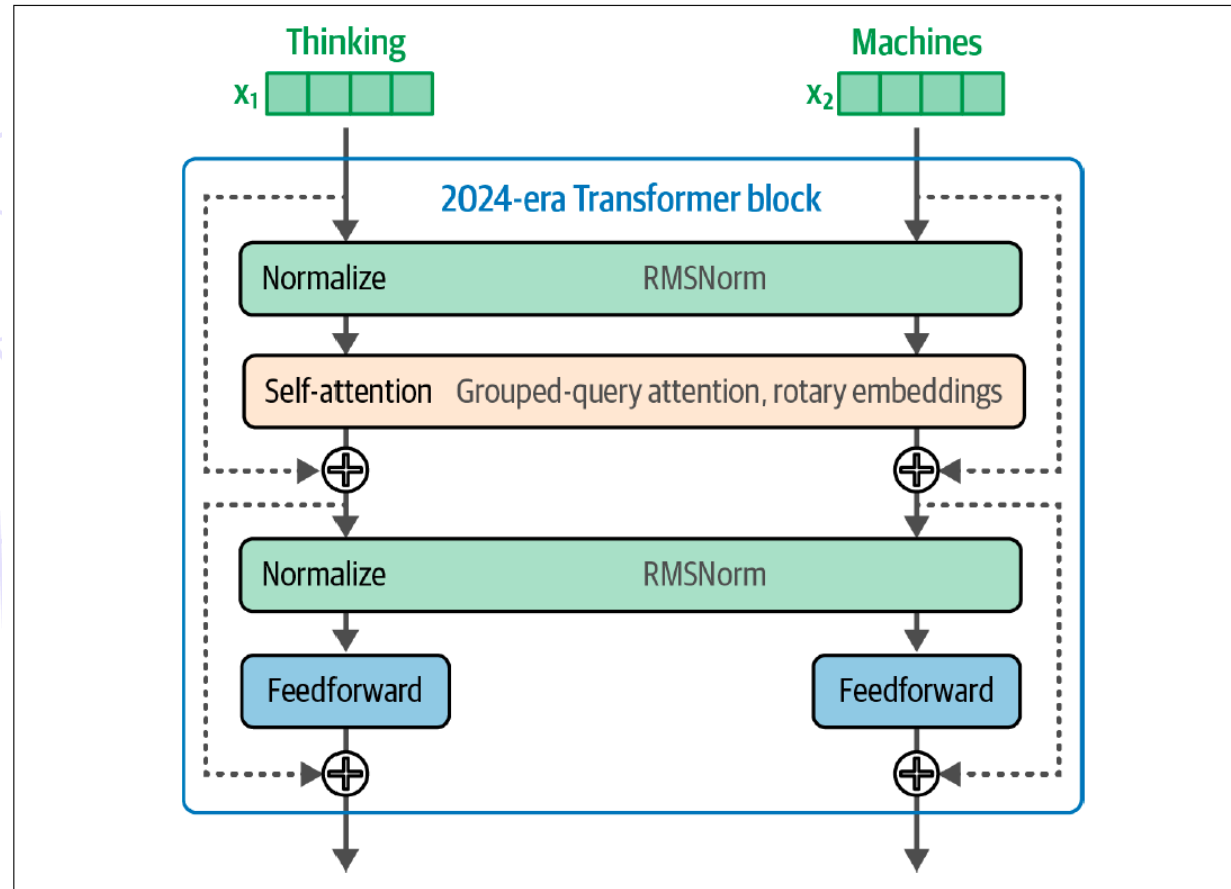 Thinking Machines
x₁ x₂
2024-era Transformer block
Normalize RMSNorm
Self-attention Grouped-query attention, rotary embeddings
Normalize RMSNorm
Feedforward Feedforward